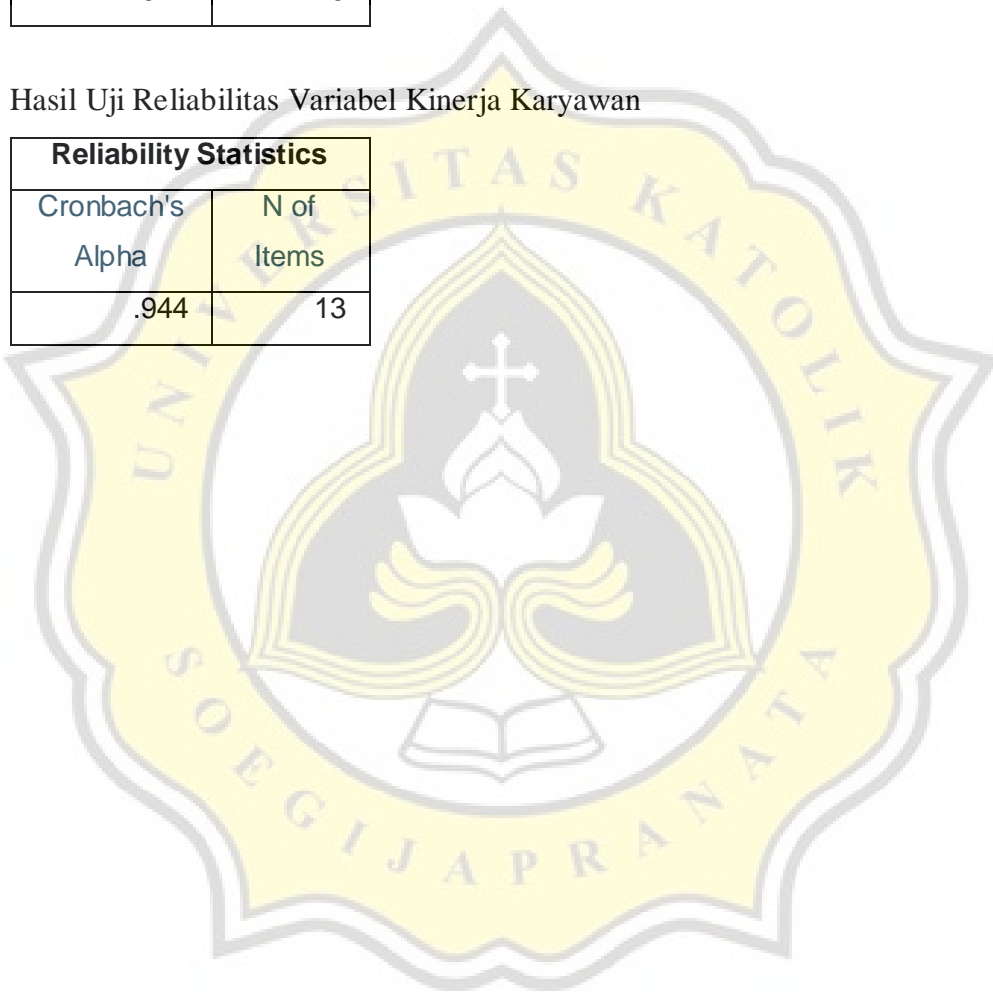 Hasil Uji Reliabilitas Variabel Kinerja Karyawan
Reliability Statistics
Cronbach's Alpha N of Items
.944 13
UNIVERSITAS KATOLIK
SOEGIJAPRANATA